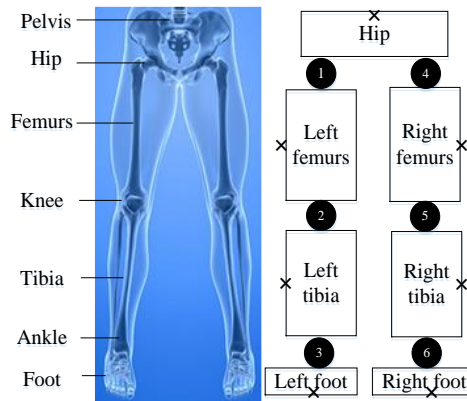 Pelvis
Hip
Femurs
Knee
Tibia
Ankle
Foot
Hip
1
4
Left
femurs
Right
femurs
2
5
Left
tibia
Right
tibia
3
6
Left foot
Right foot